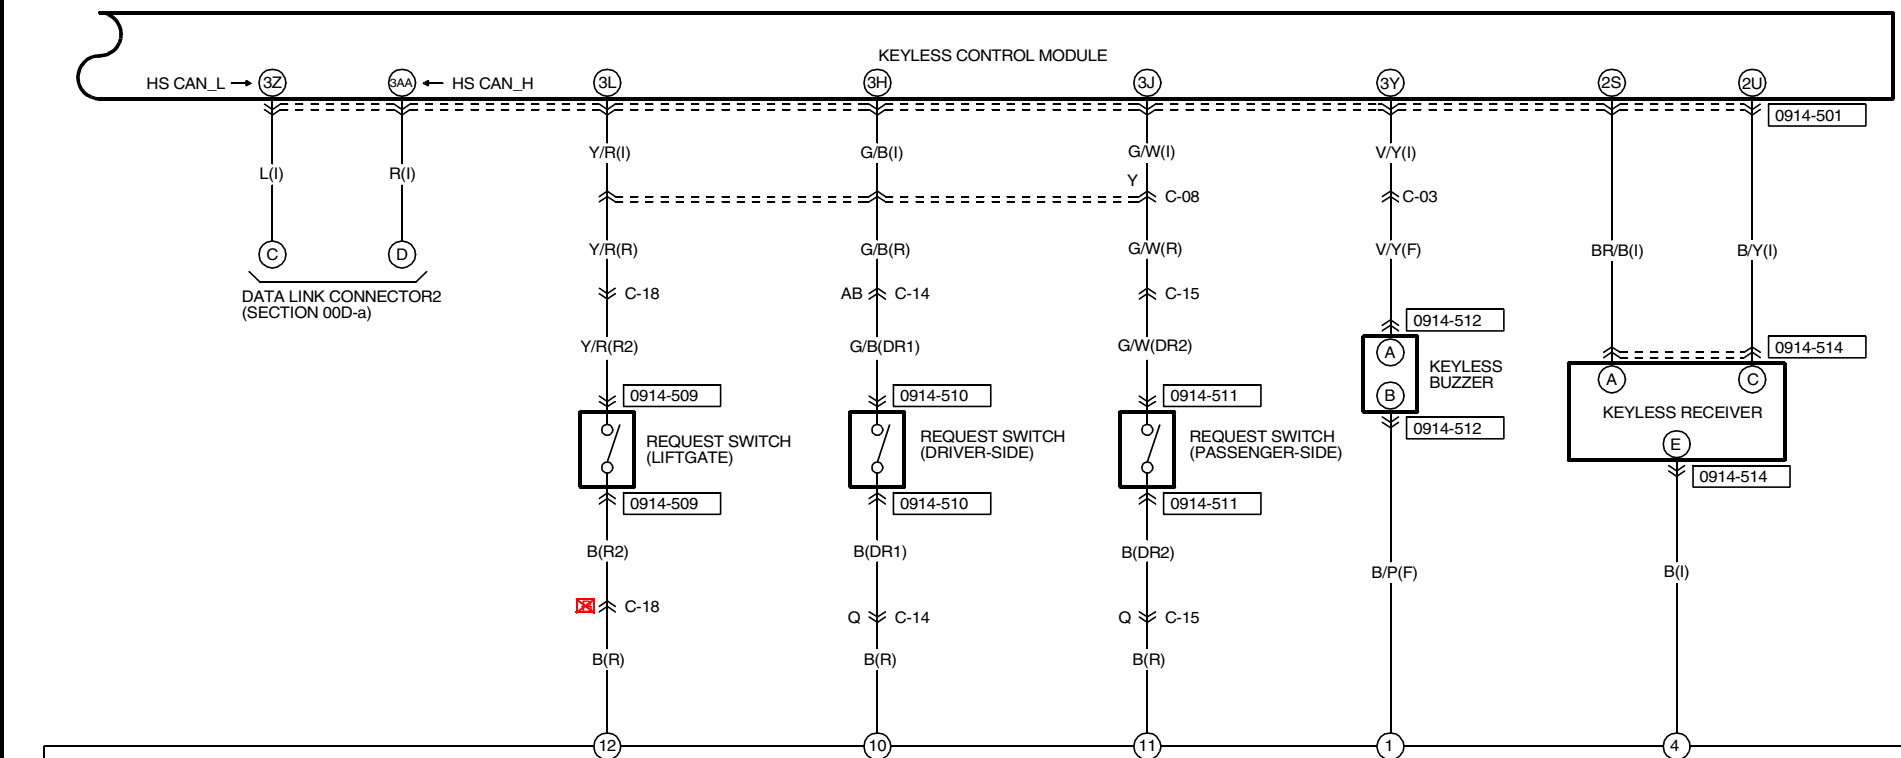 KEYLESS CONTROL MODULE
HS CAN_L
3Z
3AA
HS CAN_H
3L
3H
3J
3Y
2S
2U
0914-501
Y/R(I)
G/B(I)
G/W(I)
V/Y(I)
L(I)
R(I)
Y
C-08
C-03
C
D
Y/R(R)
G/B(R)
G/W(R)
V/Y(F)
BR/B(I)
B/Y(I)
DATA LINK CONNECTOR2
(SECTION 00D-a)
C-18
AB
C-14
C-15
0914-512
Y/R(R2)
G/B(DR1)
G/W(DR2)
A
KEYLESS
BUZZER
B
0914-514
A
C
0914-509
0914-510
0914-511
KEYLESS RECEIVER
0914-512
REQUEST SWITCH
(LIFTGATE)
REQUEST SWITCH
(DRIVER-SIDE)
REQUEST SWITCH
(PASSENGER-SIDE)
E
0914-514
0914-509
0914-510
0914-511
B(R2)
B(DR1)
B(DR2)
B/P(F)
B(I)
C-18
Q
C-14
Q
C-15
B(R)
B(R)
B(R)
12
10
11
1
4